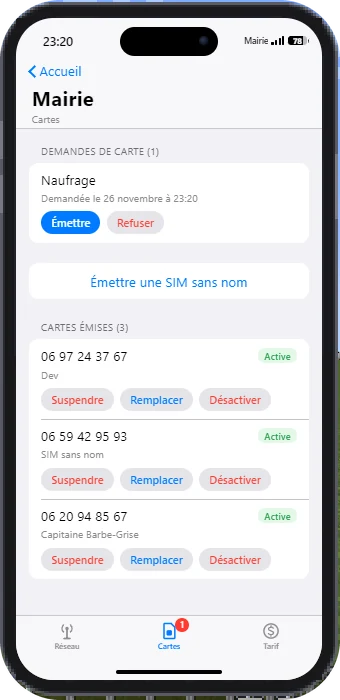 23:20
Mairie
78
Accueil
Mairie
Cartes
DEMANDES DE CARTE (1)
Naufrage
Demandée le 26 novembre à 23:20
Émettre
Refuser
Émettre une SIM sans nom
CARTES ÉMISES (3)
06 97 24 37 67
Active
Dev
Suspendre
Remplacer
Désactiver
06 59 42 95 93
Active
SIM sans nom
Suspendre
Remplacer
Désactiver
06 20 94 85 67
Active
Capitaine Barbe-Grise
Suspendre
Remplacer
Désactiver
1
Réseau
Cartes
Tarif